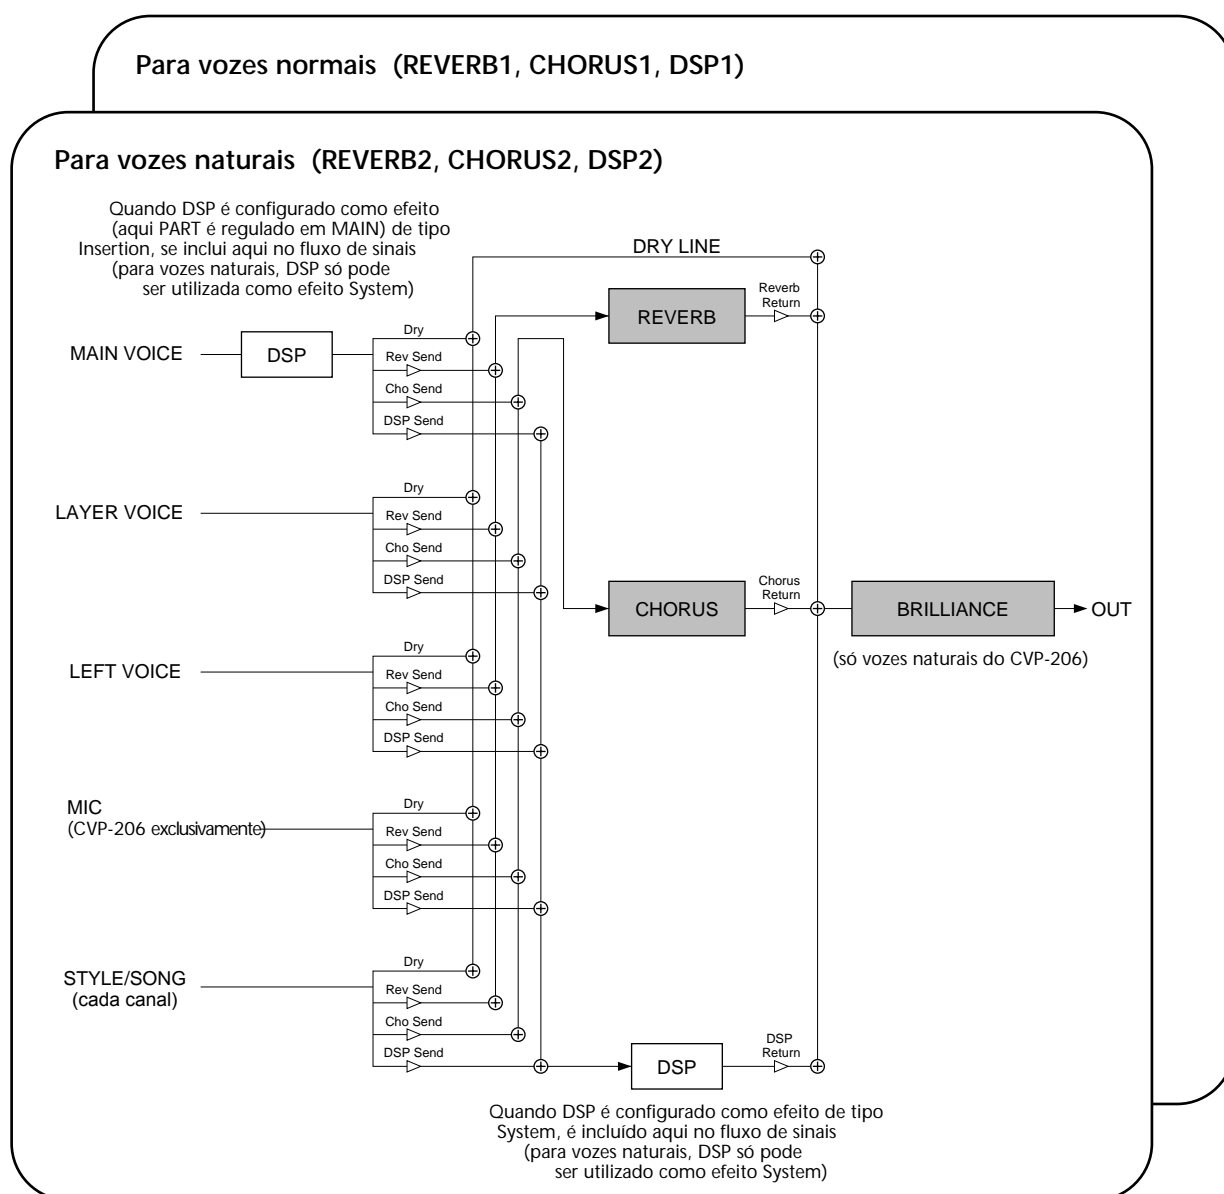 Para vozes normais (REVERB1, CHORUS1, DSP1)
Para vozes naturais (REVERB2, CHORUS2, DSP2)
Quando DSP é configurado como efeito
(aqui PART é regulado em MAIN) de tipo
Insertion, se inclui aqui no fluxo de sinais
(para vozes naturais, DSP só pode
ser utilizada como efeito System)
DRY LINE
Reverb
Return
REVERB
MAIN VOICE
DSP
Dry
Rev Send
Cho Send
DSP Send
LAYER VOICE
Dry
Rev Send
Cho Send
DSP Send
Chorus
Return
CHORUS
BRILLIANCE
OUT
(só vozes naturais do CVP-206)
LEFT VOICE
Dry
Rev Send
Cho Send
DSP Send
MIC
(CVP-206 exclusivamente)
Dry
Rev Send
Cho Send
DSP Send
STYLE/SONG
(cada canal)
Dry
Rev Send
Cho Send
DSP Send
DSP
DSP
Return
Quando DSP é configurado como efeito de tipo
System, é incluído aqui no fluxo de sinais
(para vozes naturais, DSP só pode
ser utilizado como efeito System)